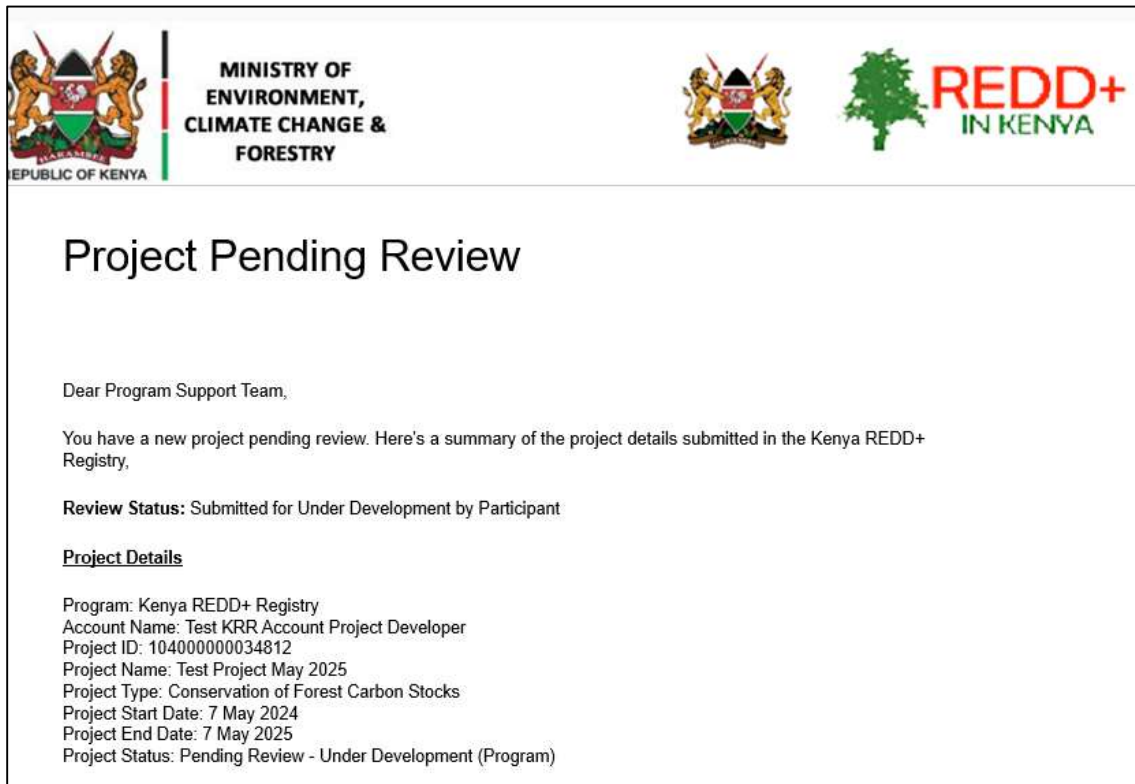 MINISTRY OF
ENVIRONMENT,
CLIMATE CHANGE &
FORESTRY
HARAMBEE
REPUBLIC OF KENYA
HARAMBEE
REDD+
IN KENYA
Project Pending Review
Dear Program Support Team,
You have a new project pending review. Here's a summary of the project details submitted in the Kenya REDD+
Registry,
Review Status: Submitted for Under Development by Participant
Project Details
Program: Kenya REDD+ Registry
Account Name: Test KRR Account Project Developer
Project ID: 104000000034812
Project Name: Test Project May 2025
Project Type: Conservation of Forest Carbon Stocks
Project Start Date: 7 May 2024
Project End Date: 7 May 2025
Project Status: Pending Review - Under Development (Program)